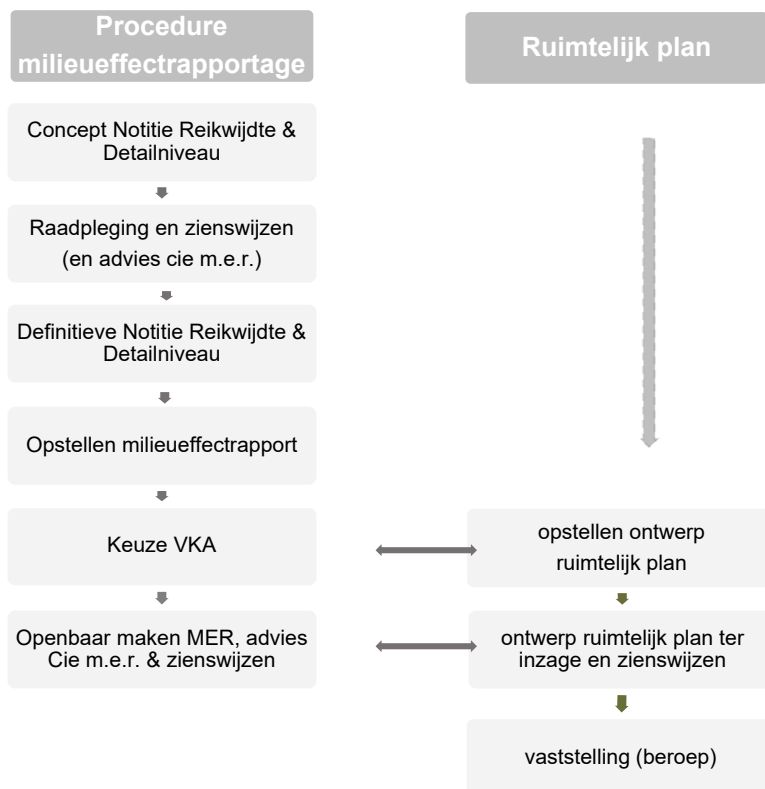 Procedure
milieueffectrapportage
Concept Notitie Reikwijdte &
Detailniveau
Raadpleging en zienswijzen
(en advies cie m.e.r.)
Definitieve Notitie Reikwijdte &
Detailniveau
Opstellen milieueffectrapport
Keuze VKA
Openbaar maken MER, advies
Cie m.e.r. & zienswijzen
Ruimtelijk plan
opstellen ontwerp
ruimtelijk plan
ontwerp ruimtelijk plan ter
inzage en zienswijzen
vaststelling (beroep)